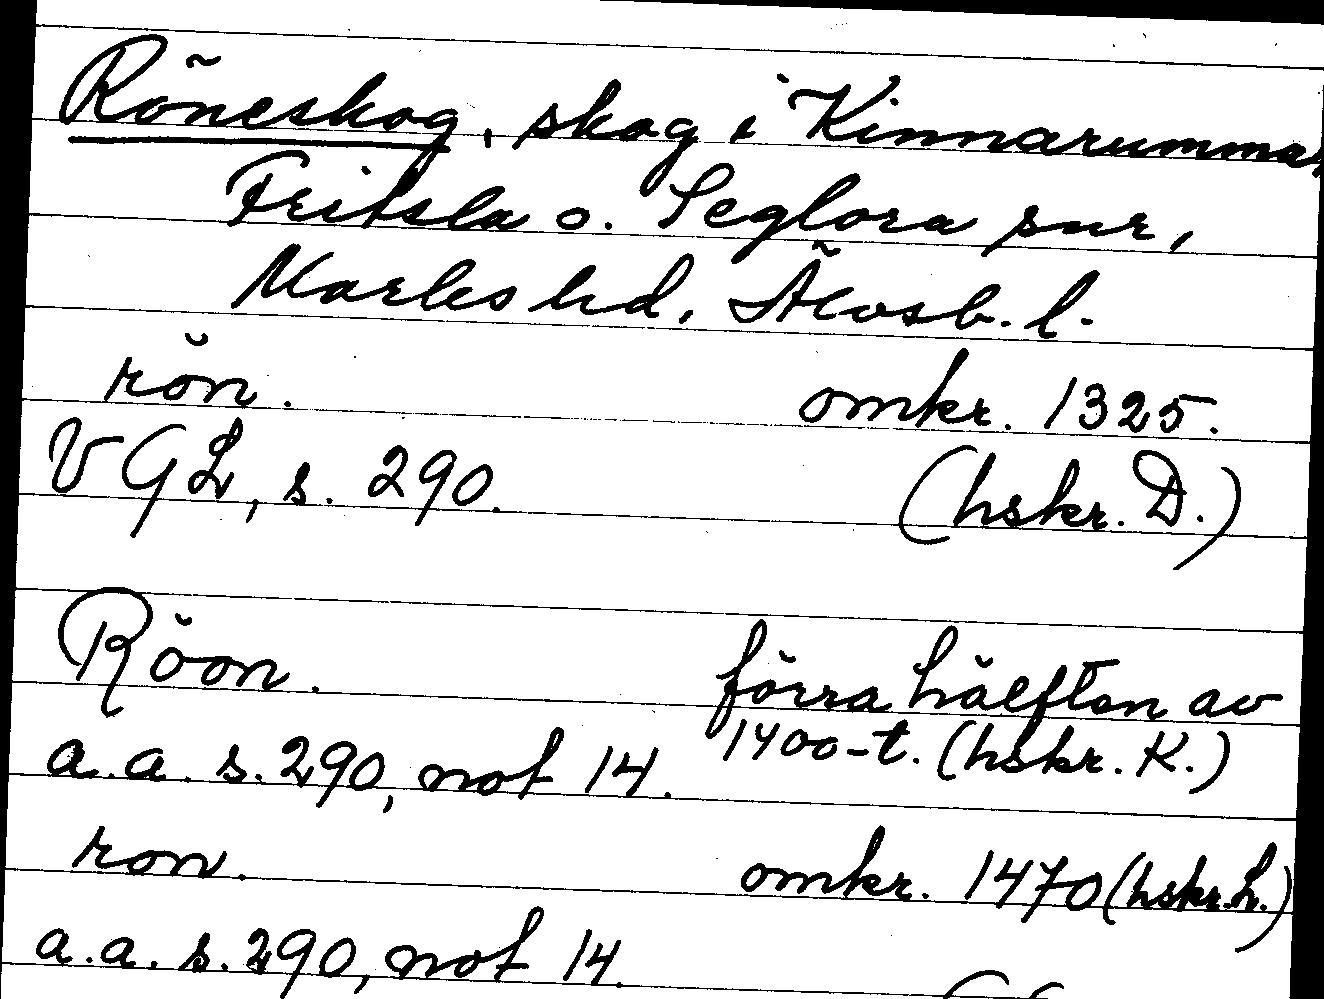 Röneskog, skog i Kinnarumma,
Fritsla o. Seglora snr,
Marks hd, Älvsb. l.
rön. omkr. 1325.
VGL, s. 290. (hskr. D.)
Röon. förra hälften av
1400-t. (hskr. K.)
a.a. s. 290, not 14.
ron. omkr. 1470 (hskr. L.)
a.a. s. 290, not 14.